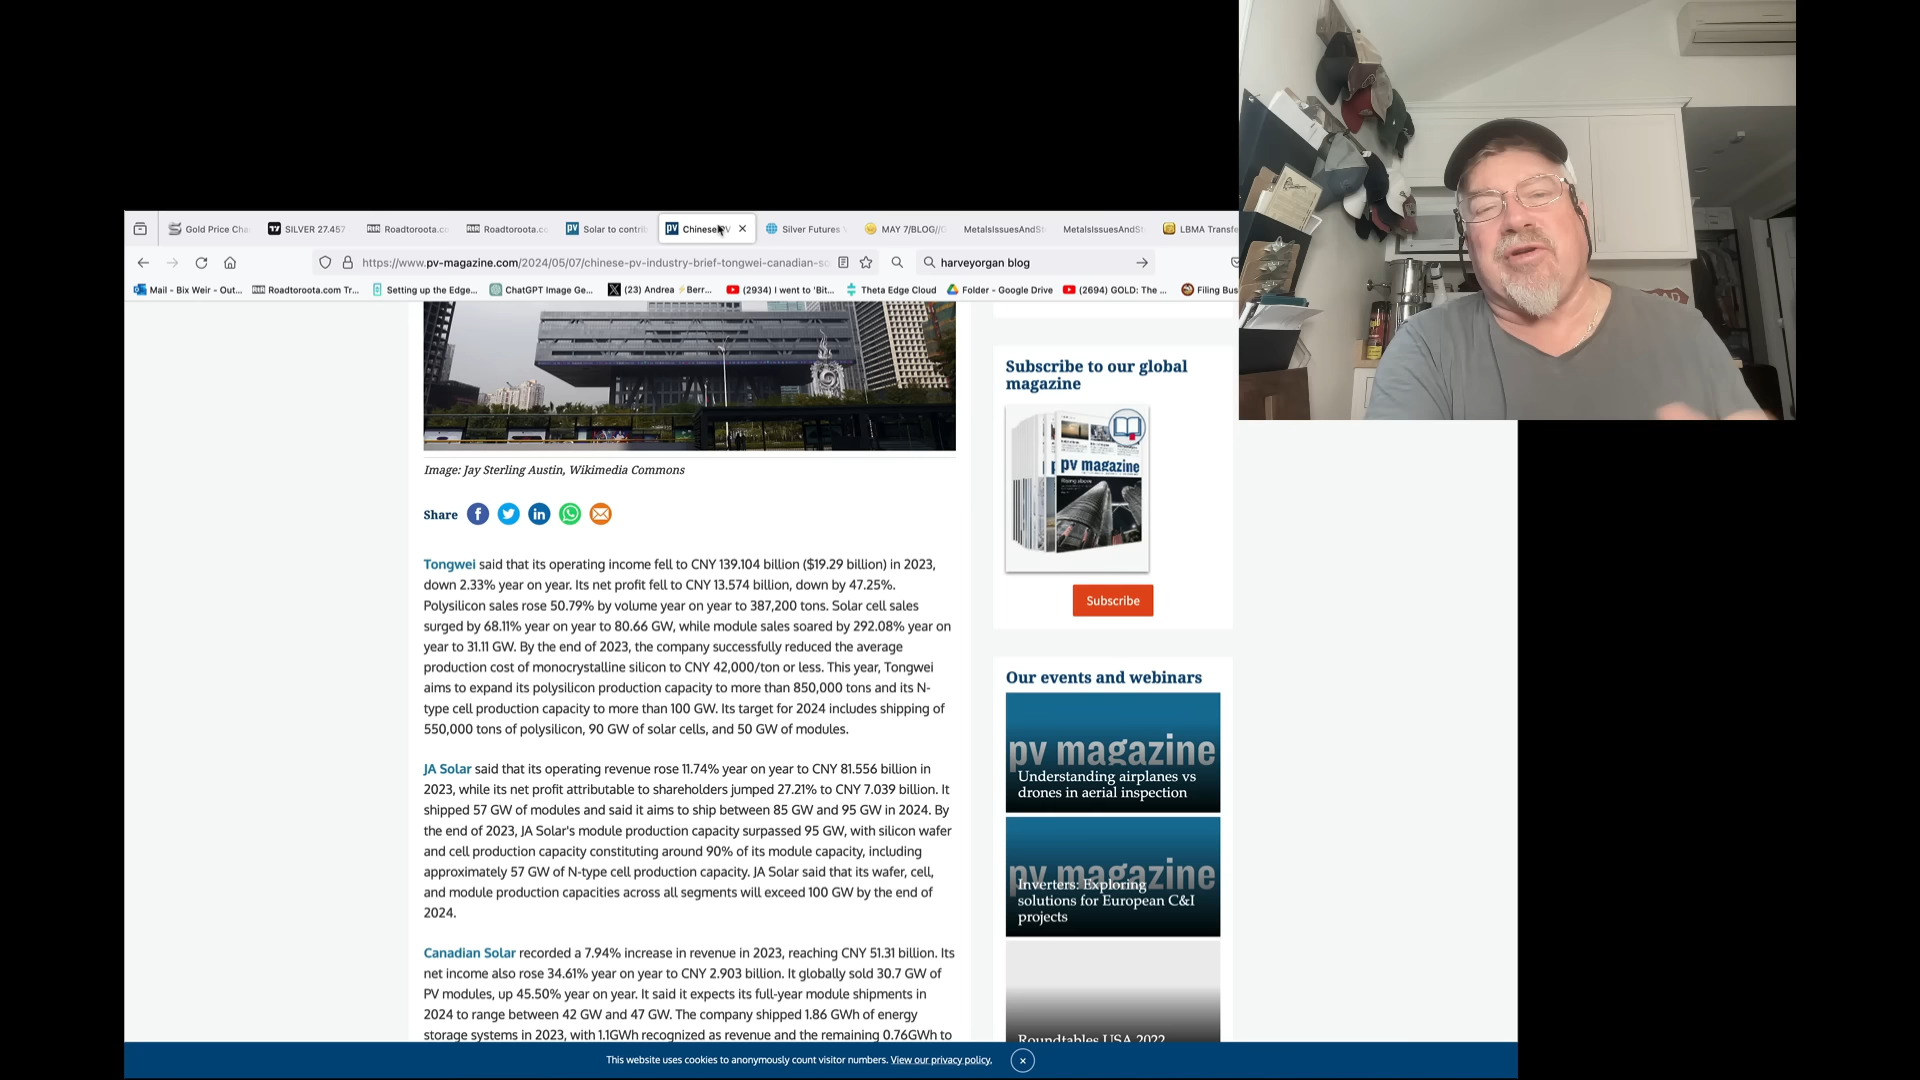 Gold Price Cha
SILVER 27.457
Roadtoroota.c
Roadtoroota.c
Solar to contrib
PV
Chinese PV
Silver Futures
MAY 7/BLOG//G
MetalsIssuesAndSt
MetalsIssuesAndSt
LBMA Transfe
https://www.pv-magazine.com/2024/05/07/chinese-pv-industry-brief-tongwei-canadian-so
harveyorgan blog
Mail - Bix Weir - Out...
Roadtoroota.com Tr...
Setting up the Edge...
ChatGPT Image Ge...
(23) Andrea ⚡Berr...
(2934) I went to 'Bit...
Theta Edge Cloud
Folder - Google Drive
(2694) GOLD: The ...
Filing Bus
Image: Jay Sterling Austin, Wikimedia Commons
Share
Tongwei said that its operating income fell to CNY 139.104 billion ($19.29 billion) in 2023,
down 2.33% year on year. Its net profit fell to CNY 13.574 billion, down by 47.25%.
Polysilicon sales rose 50.79% by volume year on year to 387,200 tons. Solar cell sales
surged by 68.11% year on year to 80.66 GW, while module sales soared by 292.08% year on
year to 31.11 GW. By the end of 2023, the company successfully reduced the average
production cost of monocrystalline silicon to CNY 42,000/ton or less. This year, Tongwei
aims to expand its polysilicon production capacity to more than 850,000 tons and its N-
type cell production capacity to more than 100 GW. Its target for 2024 includes shipping of
550,000 tons of polysilicon, 90 GW of solar cells, and 50 GW of modules.
JA Solar said that its operating revenue rose 11.74% year on year to CNY 81.556 billion in
2023, while its net profit attributable to shareholders jumped 27.21% to CNY 7.039 billion. It
shipped 57 GW of modules and said it aims to ship between 85 GW and 95 GW in 2024. By
the end of 2023, JA Solar's module production capacity surpassed 95 GW, with silicon wafer
and cell production capacity constituting around 90% of its module capacity, including
approximately 57 GW of N-type cell production capacity. JA Solar said that its wafer, cell,
and module production capacities across all segments will exceed 100 GW by the end of
2024.
Canadian Solar recorded a 7.94% increase in revenue in 2023, reaching CNY 51.31 billion. Its
net income also rose 34.61% year on year to CNY 2.903 billion. It globally sold 30.7 GW of
PV modules, up 45.50% year on year. It said it expects its full-year module shipments in
2024 to range between 42 GW and 47 GW. The company shipped 1.86 GWh of energy
storage systems in 2023, with 1.1GWh recognized as revenue and the remaining 0.76GWh to
Subscribe to our global
magazine
pv magazine
Subscribe
Our events and webinars
pv magazine
Understanding airplanes vs
drones in aerial inspection
pv magazine
Inverters: Exploring
solutions for European C&I
projects
Roundtables USA 2022
This website uses cookies to anonymously count visitor numbers. View our privacy policy.